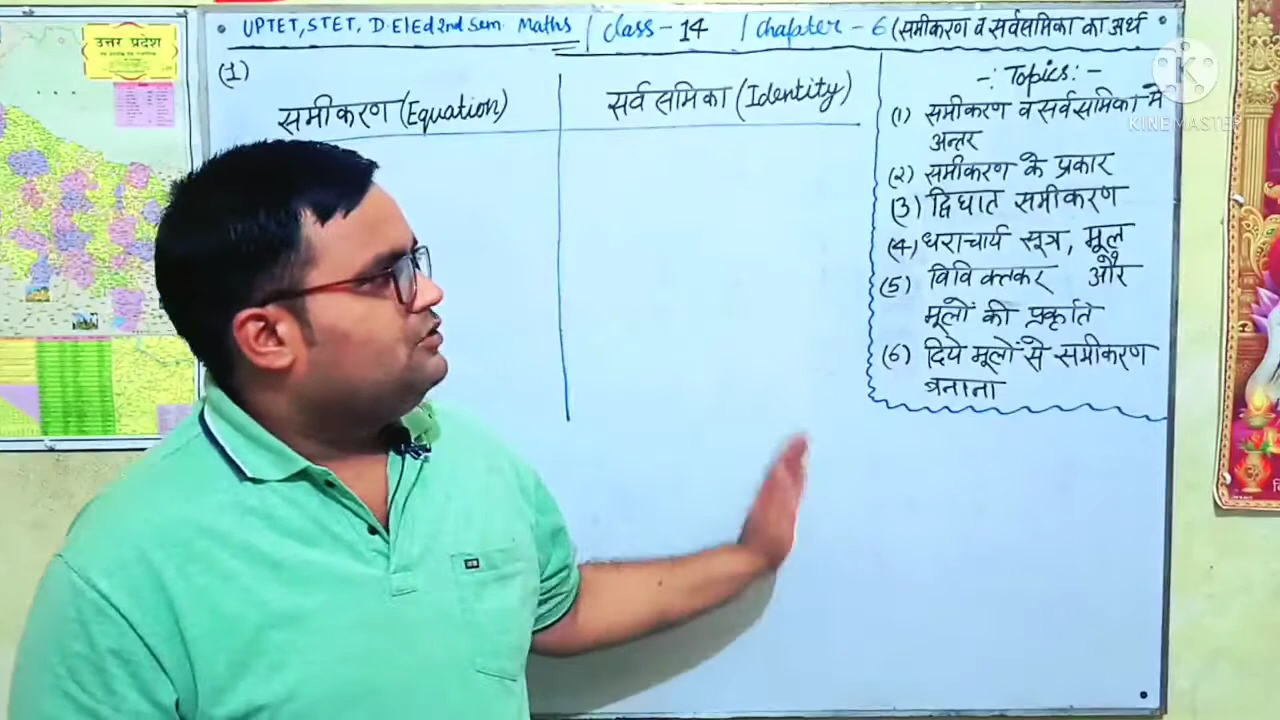 UPTET, STET, D.ElEd 2nd Sem. Maths | Class - 14 | Chapter - 6 (समीकरण व सर्वसमिका का अर्थ
(1)
समीकरण (Equation)
सर्वसमिका (Identity)
-: Topics: -
(1) समीकरण व सर्वसमिका में
अन्तर
(2) समीकरण के प्रकार
(3) द्विघात समीकरण
(4) धराचार्य सूत्र, मूल
(5) विविक्तकर और
मूलों की प्रकृति
(6) दिये मूलों से समीकरण
बनाना
उत्तर प्रदेश
KINEMASTER